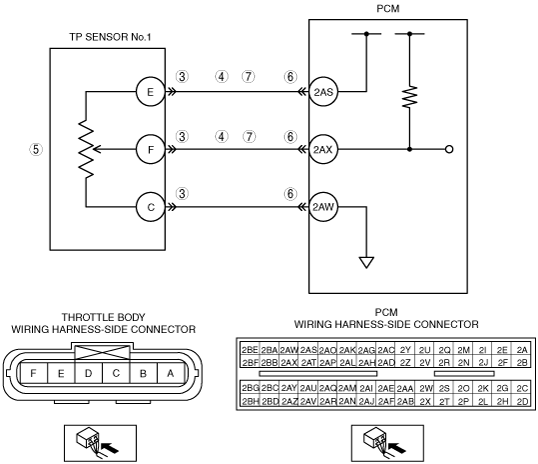 PCM
TP SENSOR No.1
E ③ ④ ⑦ ⑥ 2AS
⑤ F ③ ④ ⑦ ⑥ 2AX
C ③ ⑥ 2AW
THROTTLE BODY
WIRING HARNESS-SIDE CONNECTOR
F E D C B A
PCM
WIRING HARNESS-SIDE CONNECTOR
2BE 2BA 2AW 2AS 2AO 2AK 2AG 2AC 2Y 2U 2Q 2M 2I 2E 2A
2BF 2BB 2AX 2AT 2AP 2AL 2AH 2AD 2Z 2V 2R 2N 2J 2F 2B
2BG 2BC 2AY 2AU 2AQ 2AM 2AI 2AE 2AA 2W 2S 2O 2K 2G 2C
2BH 2BD 2AZ 2AV 2AR 2AN 2AJ 2AF 2AB 2X 2T 2P 2L 2H 2D